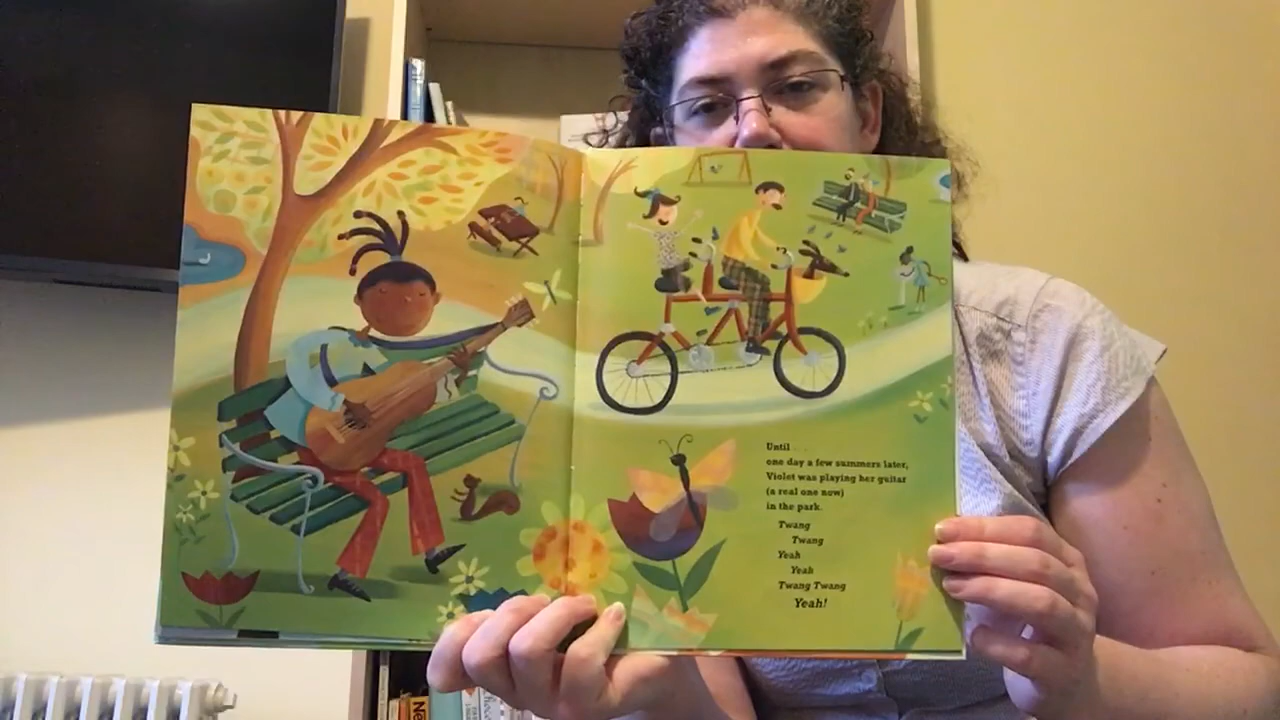 Until . . .
one day a few summers later,
Violet was playing her guitar
(a real one now)
in the park.
Twang
Twang
Yeah
Yeah
Twang Twang
Yeah!